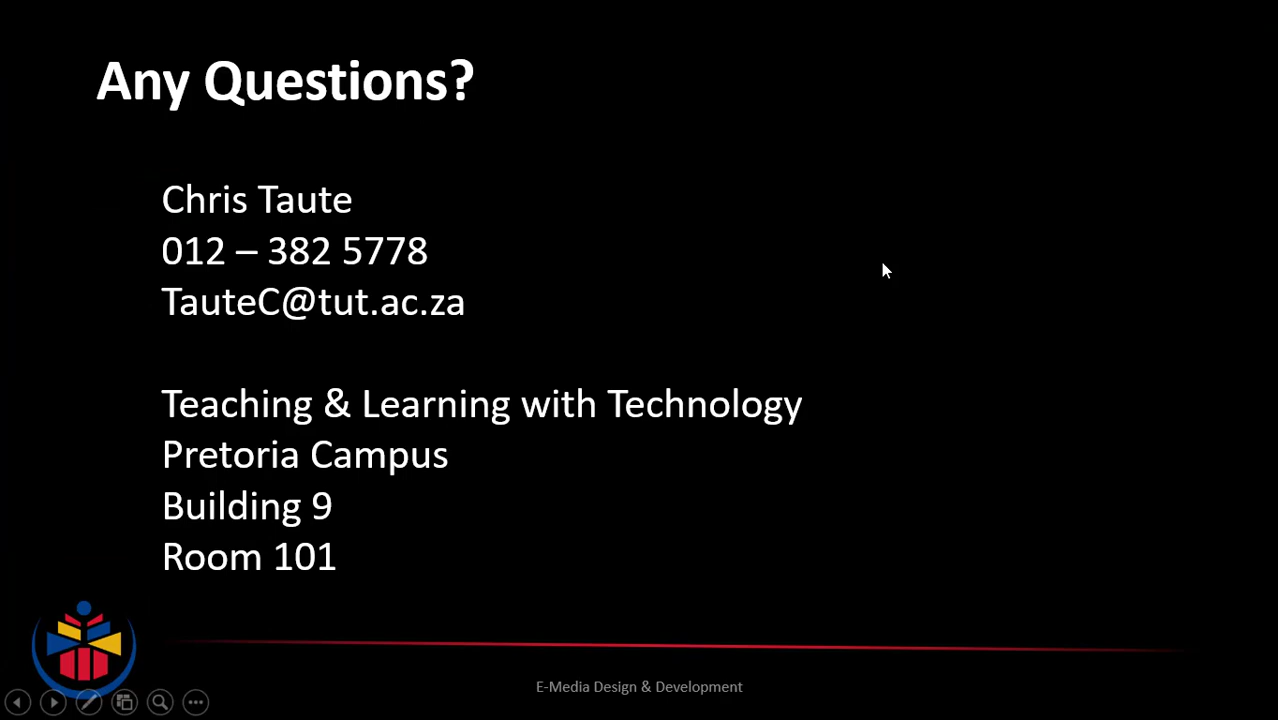 Any Questions?
Chris Taute
012 – 382 5778
TauteC@tut.ac.za
Teaching & Learning with Technology
Pretoria Campus
Building 9
Room 101
E-Media Design & Development